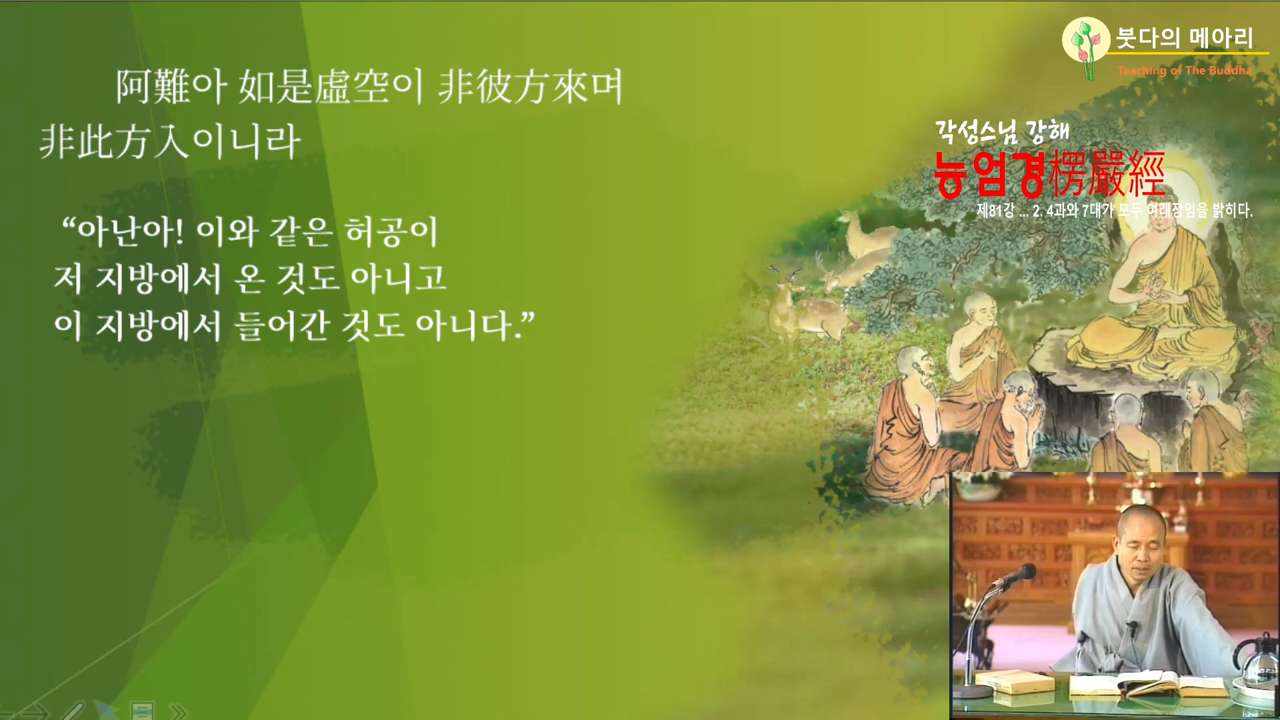 阿難아 如是虛空이 非彼方來며
非此方入이니라
“아난아! 이와 같은 허공이
저 지방에서 온 것도 아니고
이 지방에서 들어간 것도 아니다.”
붓다의 메아리
Teaching of The Buddha
각성스님 강해
능엄경楞嚴經
제81강 ... 2. 4과와 7대가 모두 여래장임을 밝히다.